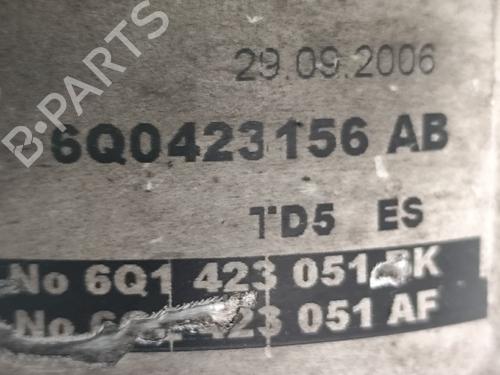 B-PARTS
29.09.2006
6Q0423156 AB
TD5 ES
No 6Q1 423 051
No 423 051 AF